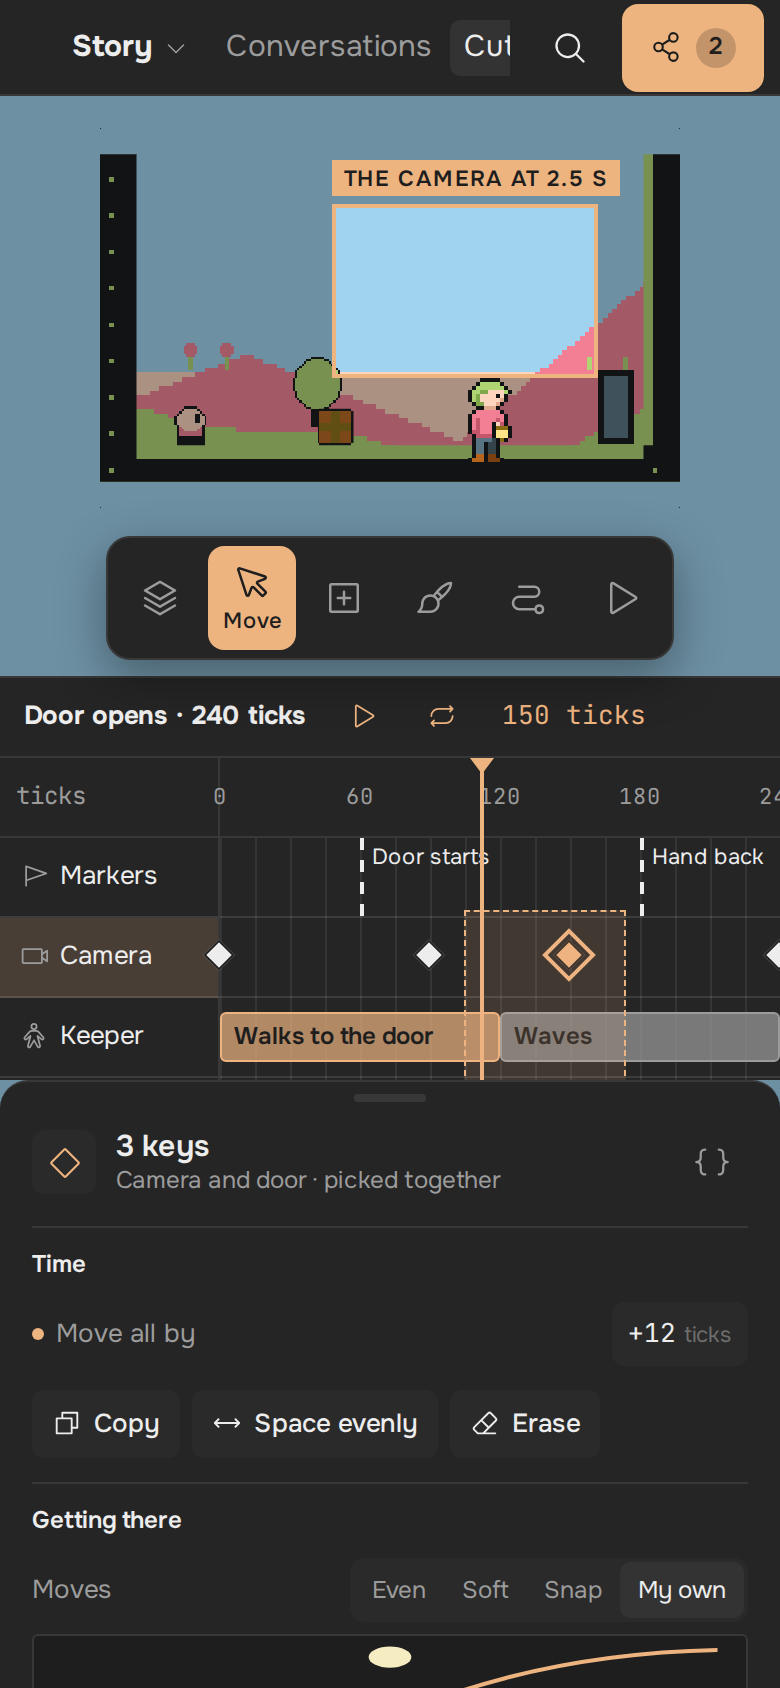 Story
Conversations
Cut
2
THE CAMERA AT 2.5 S
Move
Door opens · 240 ticks
150 ticks
ticks
0
60
120
180
24
Markers
Door starts
Hand back
Camera
Keeper
Walks to the door
Waves
3 keys
Camera and door · picked together
{ }
Time
Move all by
+12 ticks
Copy
Space evenly
Erase
Getting there
Moves
Even
Soft
Snap
My own